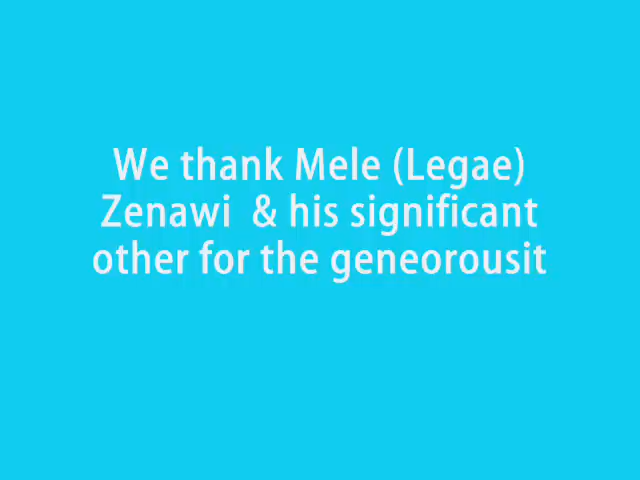 We thank Mele (Legae)
Zenawi  & his significant
other for the geneorousit